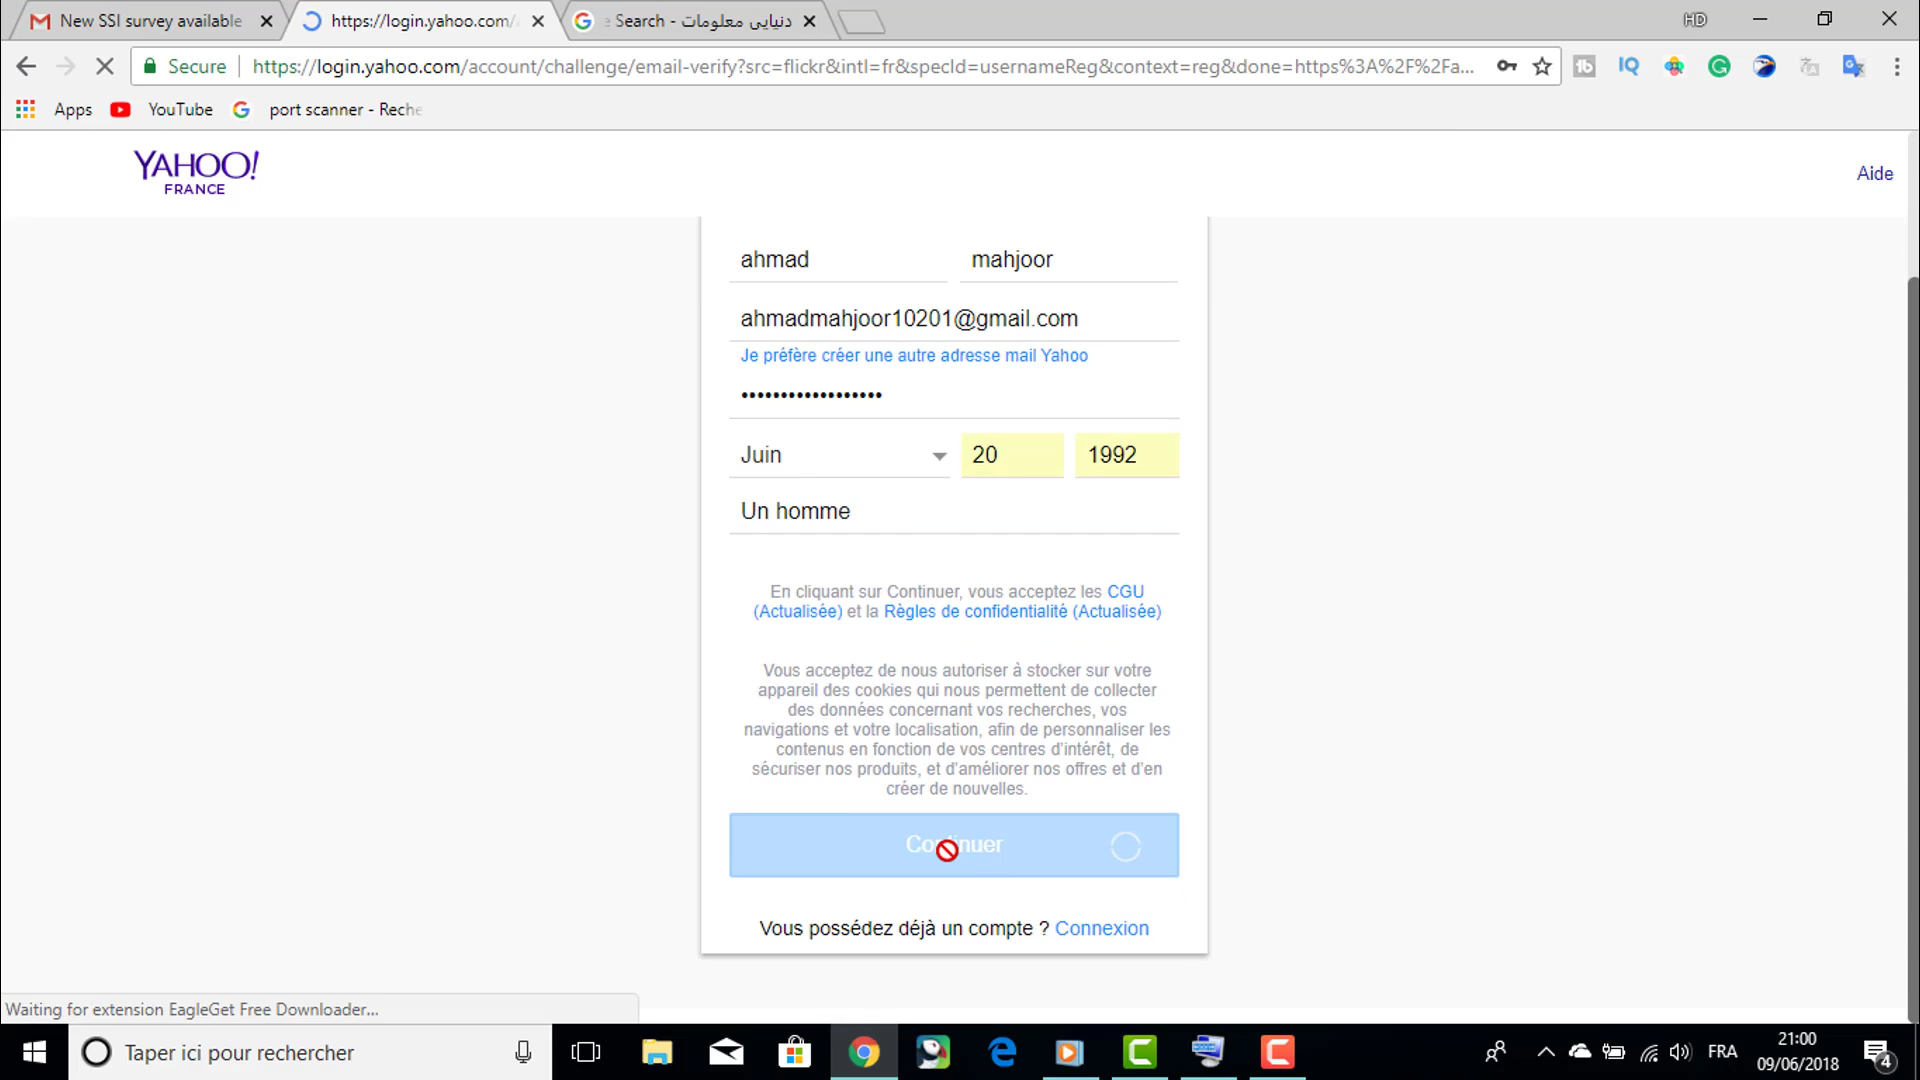 New SSI survey available
https://login.yahoo.com/
Search - دنیایی معلومات
HD
Secure
https://login.yahoo.com/account/challenge/email-verify?src=flickr&intl=fr&specId=usernameReg&context=reg&done=https%3A%2F%2Fa...
Apps
YouTube
port scanner - Reche
YAHOO!
FRANCE
Aide
ahmad
mahjoor
ahmadmahjoor10201@gmail.com
Je préfère créer une autre adresse mail Yahoo
••••••••••••••••••
Juin
20
1992
Un homme
En cliquant sur Continuer, vous acceptez les CGU
(Actualisée) et la Règles de confidentialité (Actualisée)
Vous acceptez de nous autoriser à stocker sur votre
appareil des cookies qui nous permettent de collecter
des données concernant vos recherches, vos
navigations et votre localisation, afin de personnaliser les
contenus en fonction de vos centres d'intérêt, de
sécuriser nos produits, et d'améliorer nos offres et d'en
créer de nouvelles.
Continuer
Vous possédez déjà un compte ? Connexion
Waiting for extension EagleGet Free Downloader...
Taper ici pour rechercher
FRA
21:00
09/06/2018
4